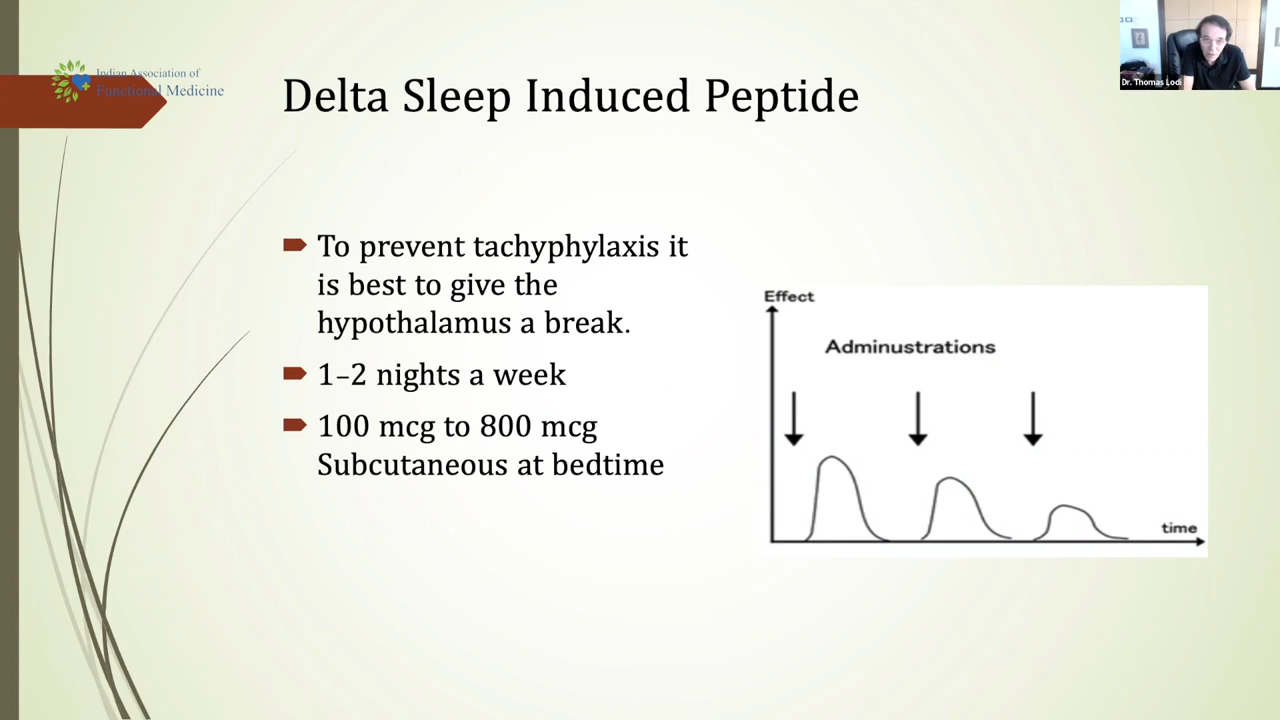 Indian Association of
Functional Medicine
Delta Sleep Induced Peptide
Dr. Thomas Lodi
To prevent tachyphylaxis it
is best to give the
hypothalamus a break.
1–2 nights a week
100 mcg to 800 mcg
Subcutaneous at bedtime
Effect
Adminustrations
time